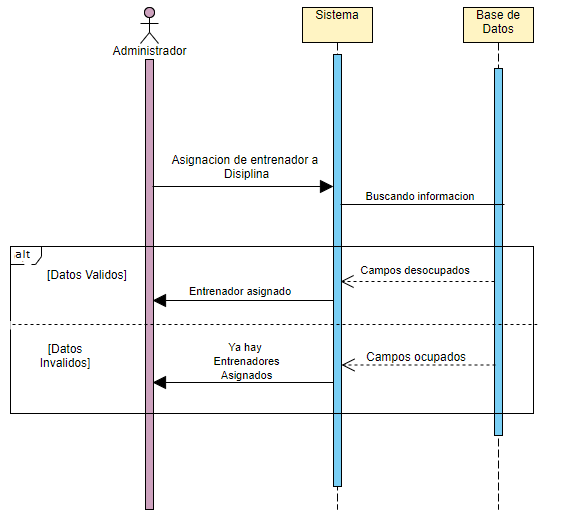 Administrador
Sistema
Base de
Datos
Asignacion de entrenador a
Disiplina
Buscando informacion
alt
[Datos Validos]
Campos desocupados
Entrenador asignado
[Datos
Invalidos]
Ya hay
Entrenadores
Asignados
Campos ocupados